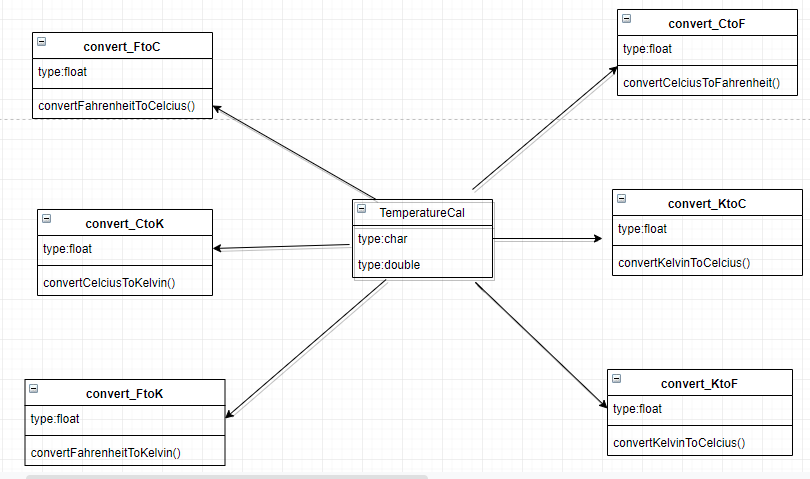 convert_FtoC
type:float
convertFahrenheitToCelcius()
convert_CtoF
type:float
convertCelciusToFahrenheit()
convert_CtoK
type:float
convertCelciusToKelvin()
TemperatureCal
type:char
type:double
convert_KtoC
type:float
convertKelvinToCelcius()
convert_FtoK
type:float
convertFahrenheitToKelvin()
convert_KtoF
type:float
convertKelvinToCelcius()